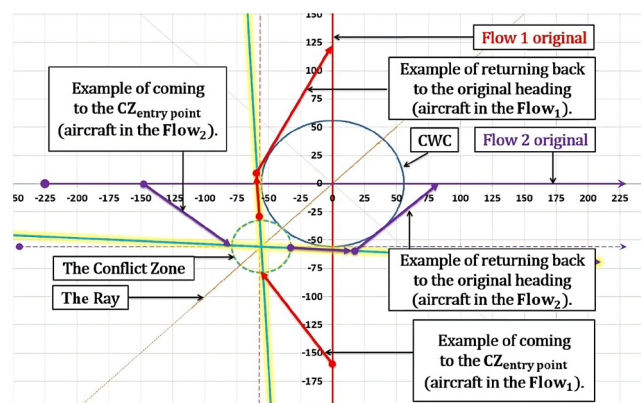 150
Flow 1 original
125
100
Example of coming
to the CZentry point
(aircraft in the Flow2).
Example of returning back
to the original heading
(aircraft in the Flow1).
75
50
CWC
Flow 2 original
25
0
50 -225 -200 -175 -150 -125 -100 -75 -50 -25 0 25 50 75 100 125 150 175 200 225
-25
-50
The Conflict Zone
Example of returning back
to the original heading
(aircraft in the Flow2).
-75
The Ray
-100
-125
Example of coming
to the CZentry point
(aircraft in the Flow1).
-150
-175